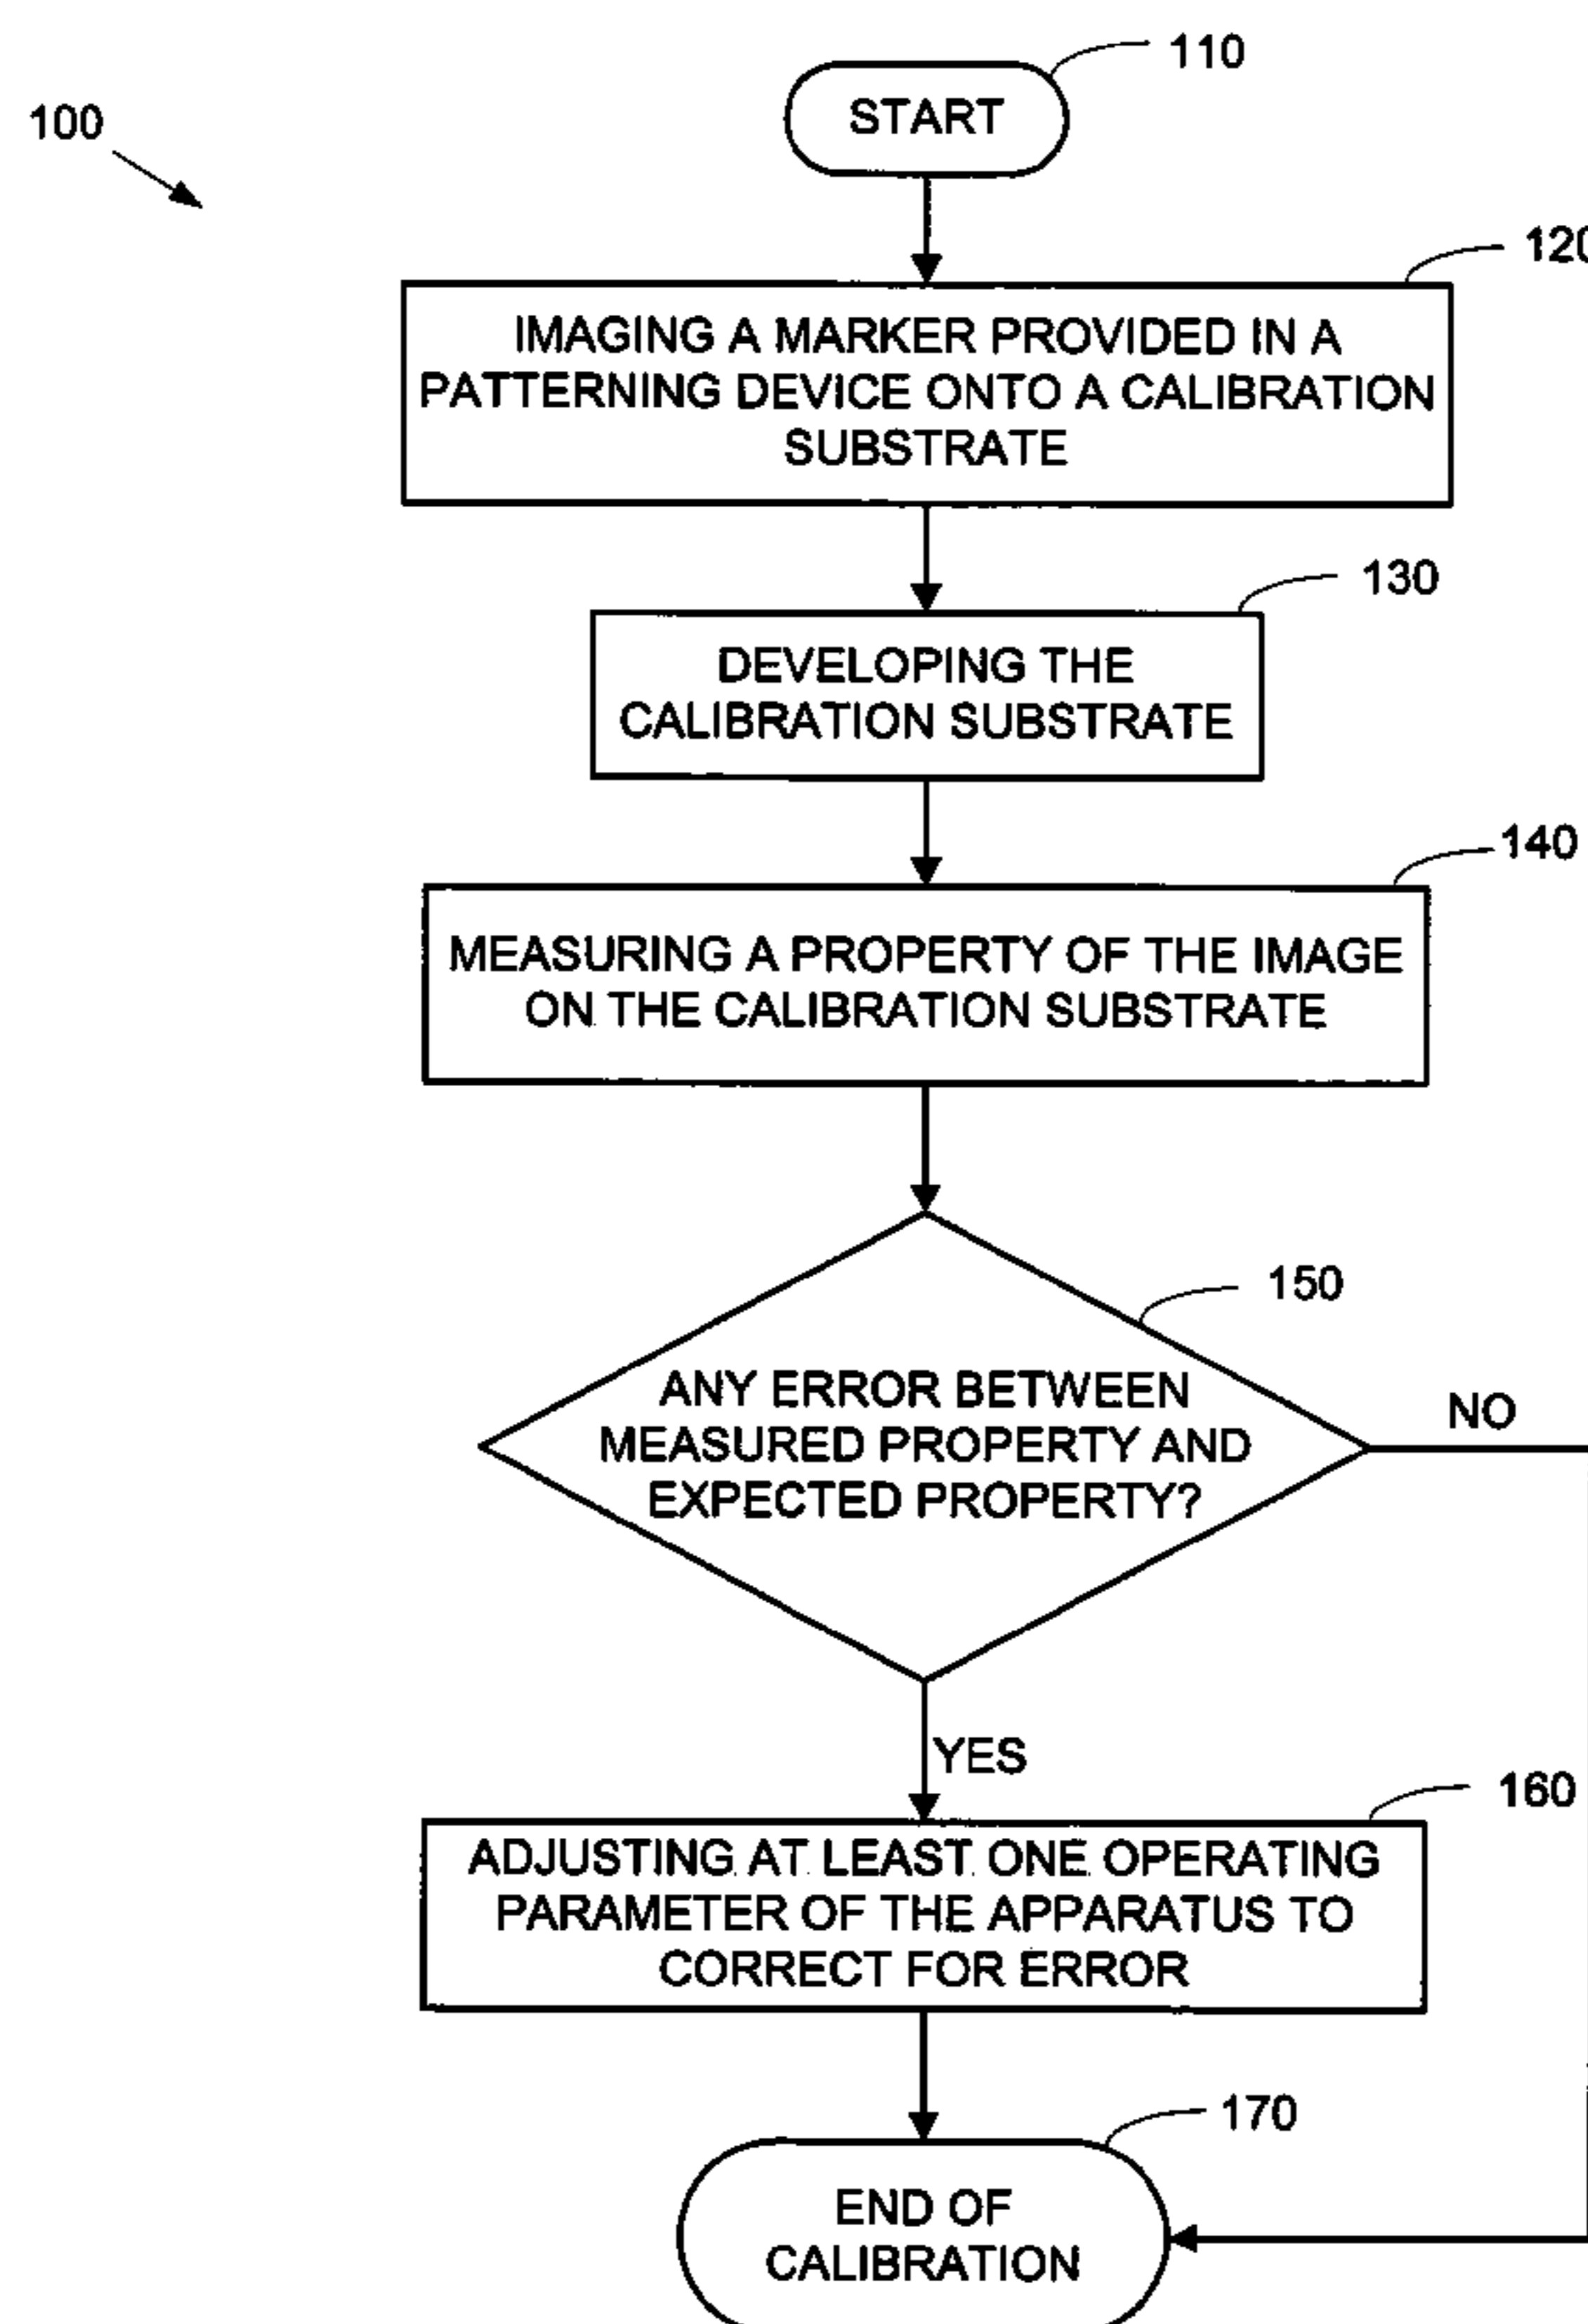 110
START
100
120
IMAGING A MARKER PROVIDED IN A
PATTERNING DEVICE ONTO A CALIBRATION
SUBSTRATE
130
DEVELOPING THE
CALIBRATION SUBSTRATE
140
MEASURING A PROPERTY OF THE IMAGE
ON THE CALIBRATION SUBSTRATE
150
ANY ERROR BETWEEN
MEASURED PROPERTY AND
EXPECTED PROPERTY?
NO
YES
160
ADJUSTING AT LEAST ONE OPERATING
PARAMETER OF THE APPARATUS TO
CORRECT FOR ERROR
170
END OF
CALIBRATION